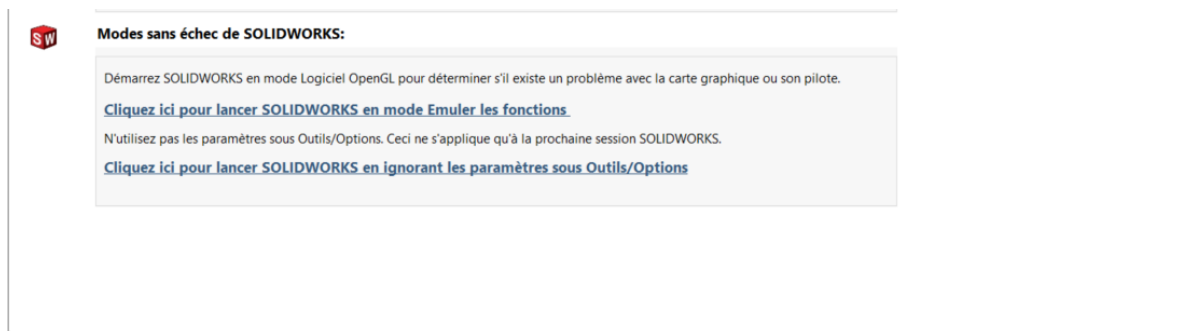 SW
Modes sans échec de SOLIDWORKS:
Démarrez SOLIDWORKS en mode Logiciel OpenGL pour déterminer s'il existe un problème avec la carte graphique ou son pilote.
Cliquez ici pour lancer SOLIDWORKS en mode Emuler les fonctions
N'utilisez pas les paramètres sous Outils/Options. Ceci ne s'applique qu'à la prochaine session SOLIDWORKS.
Cliquez ici pour lancer SOLIDWORKS en ignorant les paramètres sous Outils/Options